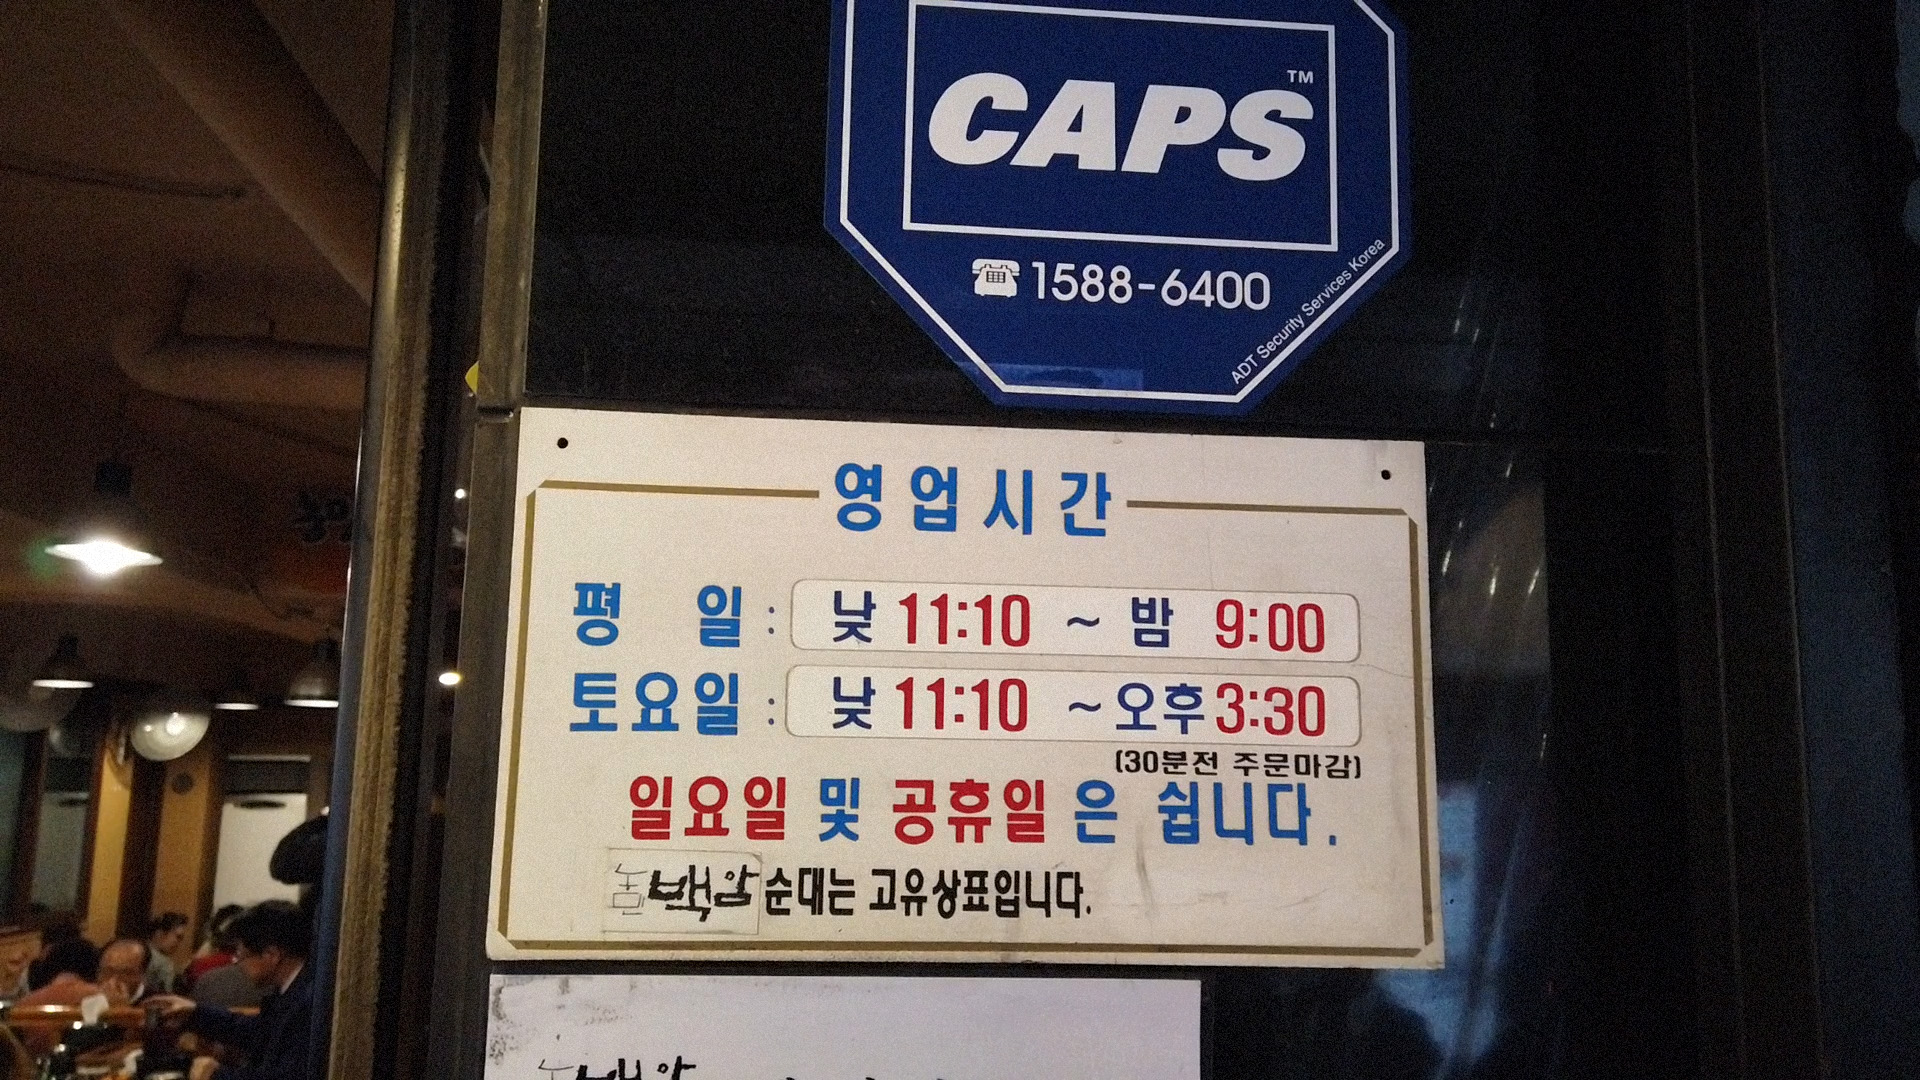 CAPS™
☎1588-6400
ADT Security Services Korea
영업시간
평 일 : 낮 11:10 ~ 밤 9:00
토요일 : 낮 11:10 ~ 오후 3:30
(30분전 주문마감)
일요일 및 공휴일 은 쉽니다.
농민백암 순대는 고유상표입니다.